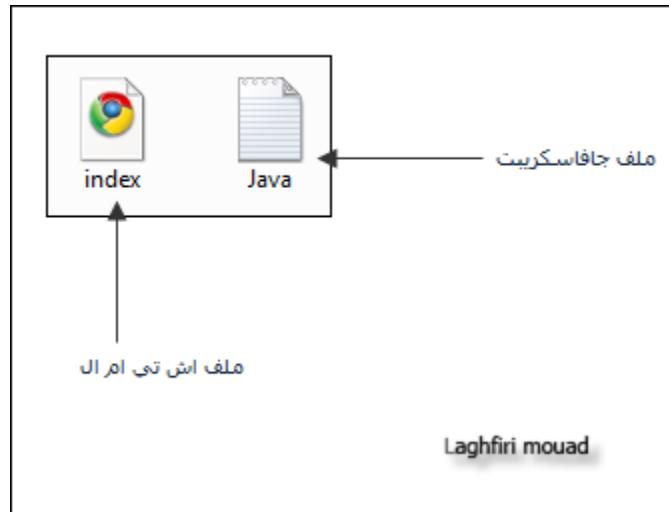 index
Java
ملف جافاسكريبت
ملف اش تي ام ال
Laghfiri mouad